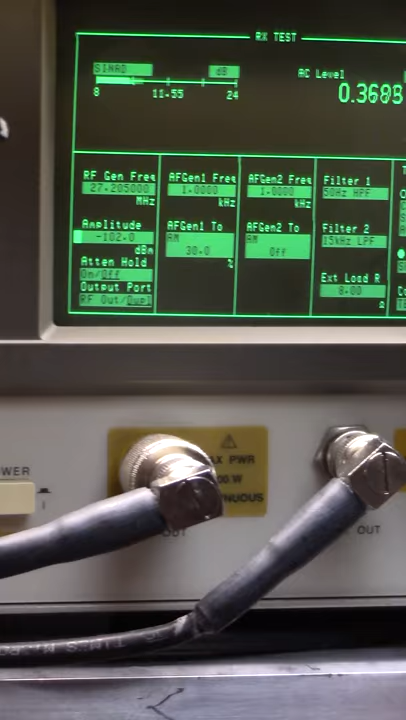 RX TEST
SINAD
dB
AC Level
0.3689
8
11.55
24
RF Gen Freq
27.205000
MHz
AFGen1 Freq
1.0000
kHz
AFGen2 Freq
1.0000
kHz
Filter 1
50Hz HPF
Amplitude
-102.0
dBm
AFGen1 To
AM
30.0
%
AFGen2 To
AM
Off
Filter 2
15kHz LPF
Atten Hold
On/Off
Output Port
RF Out/Dupl
Ext Load R
8.00
Ω
MAX PWR
OUT